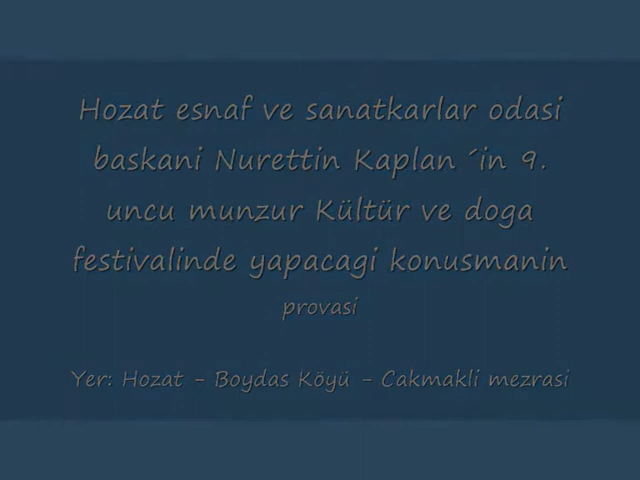 Hozat esnaf ve sanatkarlar odasi
baskani Nurettin Kaplan ´in 9.
uncu munzur Kültür ve doga
festivalinde yapacagi konusmanin
provasi
Yer: Hozat - Boydas Köyü - Cakmakli mezrasi